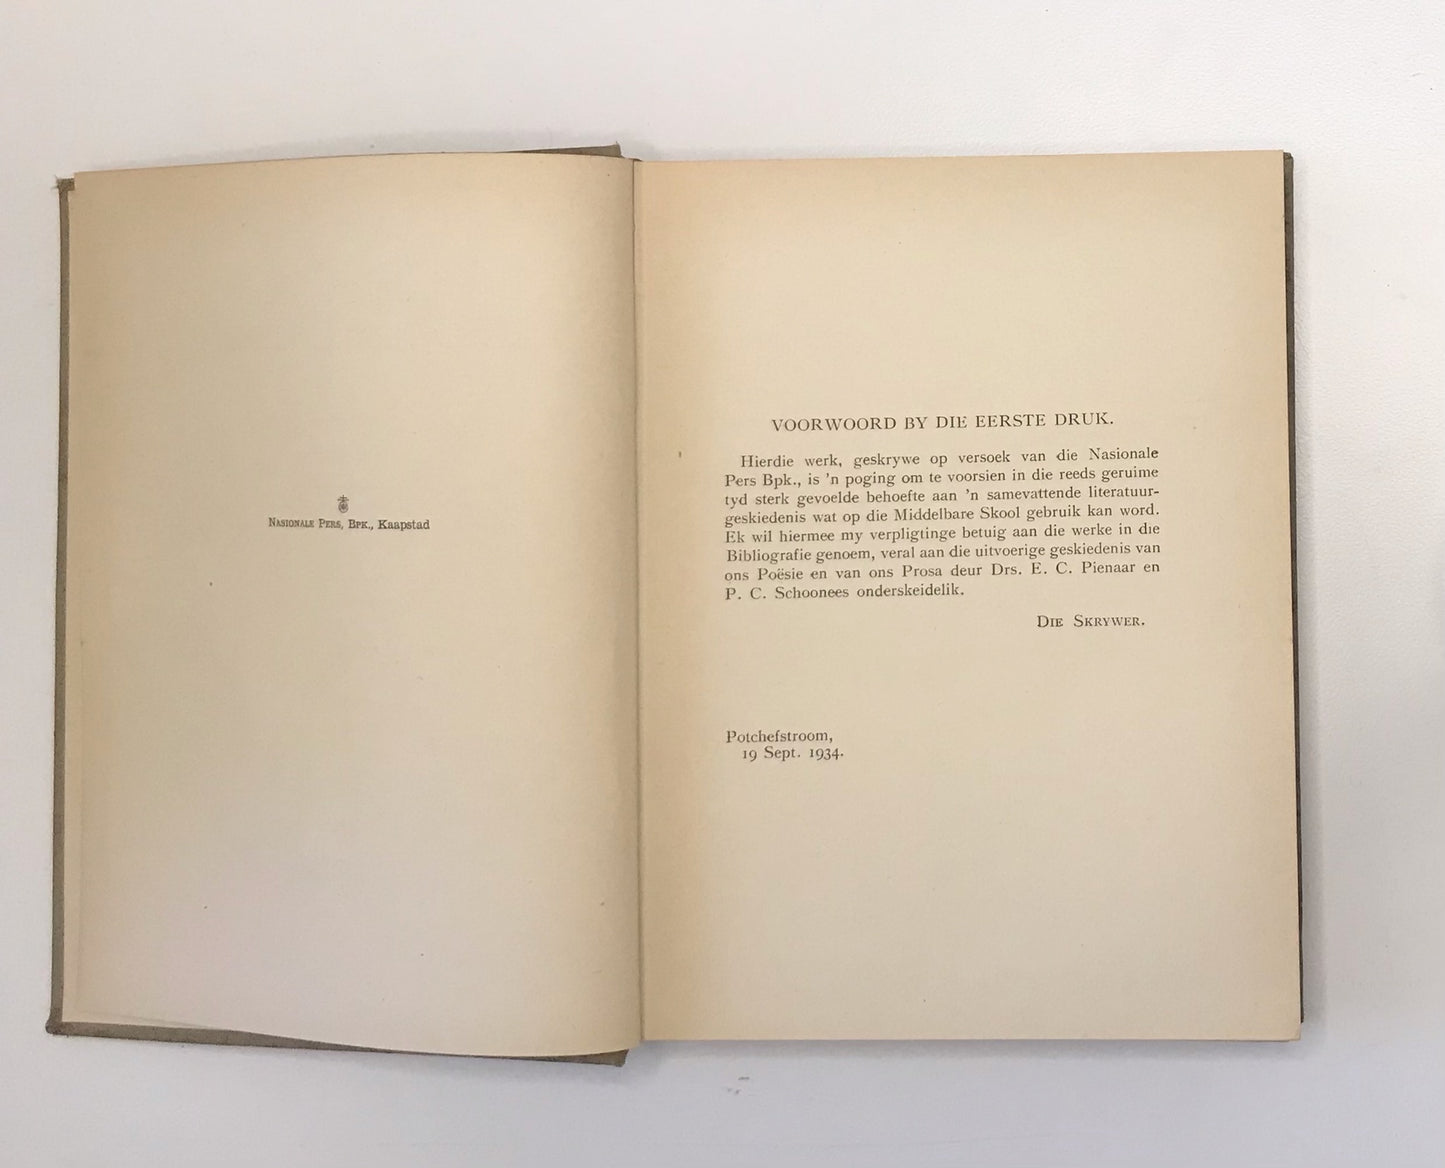 Nasionale Pers, Bpk., Kaapstad
VOORWOORD BY DIE EERSTE DRUK.
Hierdie werk, geskrywe op versoek van die Nasionale
Pers Bpk., is 'n poging om te voorsien in die reeds geruime
tyd sterk gevoelde behoefte aan 'n samevattende literatuur-
geskiedenis wat op die Middelbare Skool gebruik kan word.
Ek wil hiermee my verpligtinge betuig aan die werke in die
Bibliografie genoem, veral aan die uitvoerige geskiedenis van
ons Poësie en van ons Prosa deur Drs. E. C. Pienaar en
P. C. Schoonees onderskeidelik.
Die Skrywer.
Potchefstroom,
19 Sept. 1934.